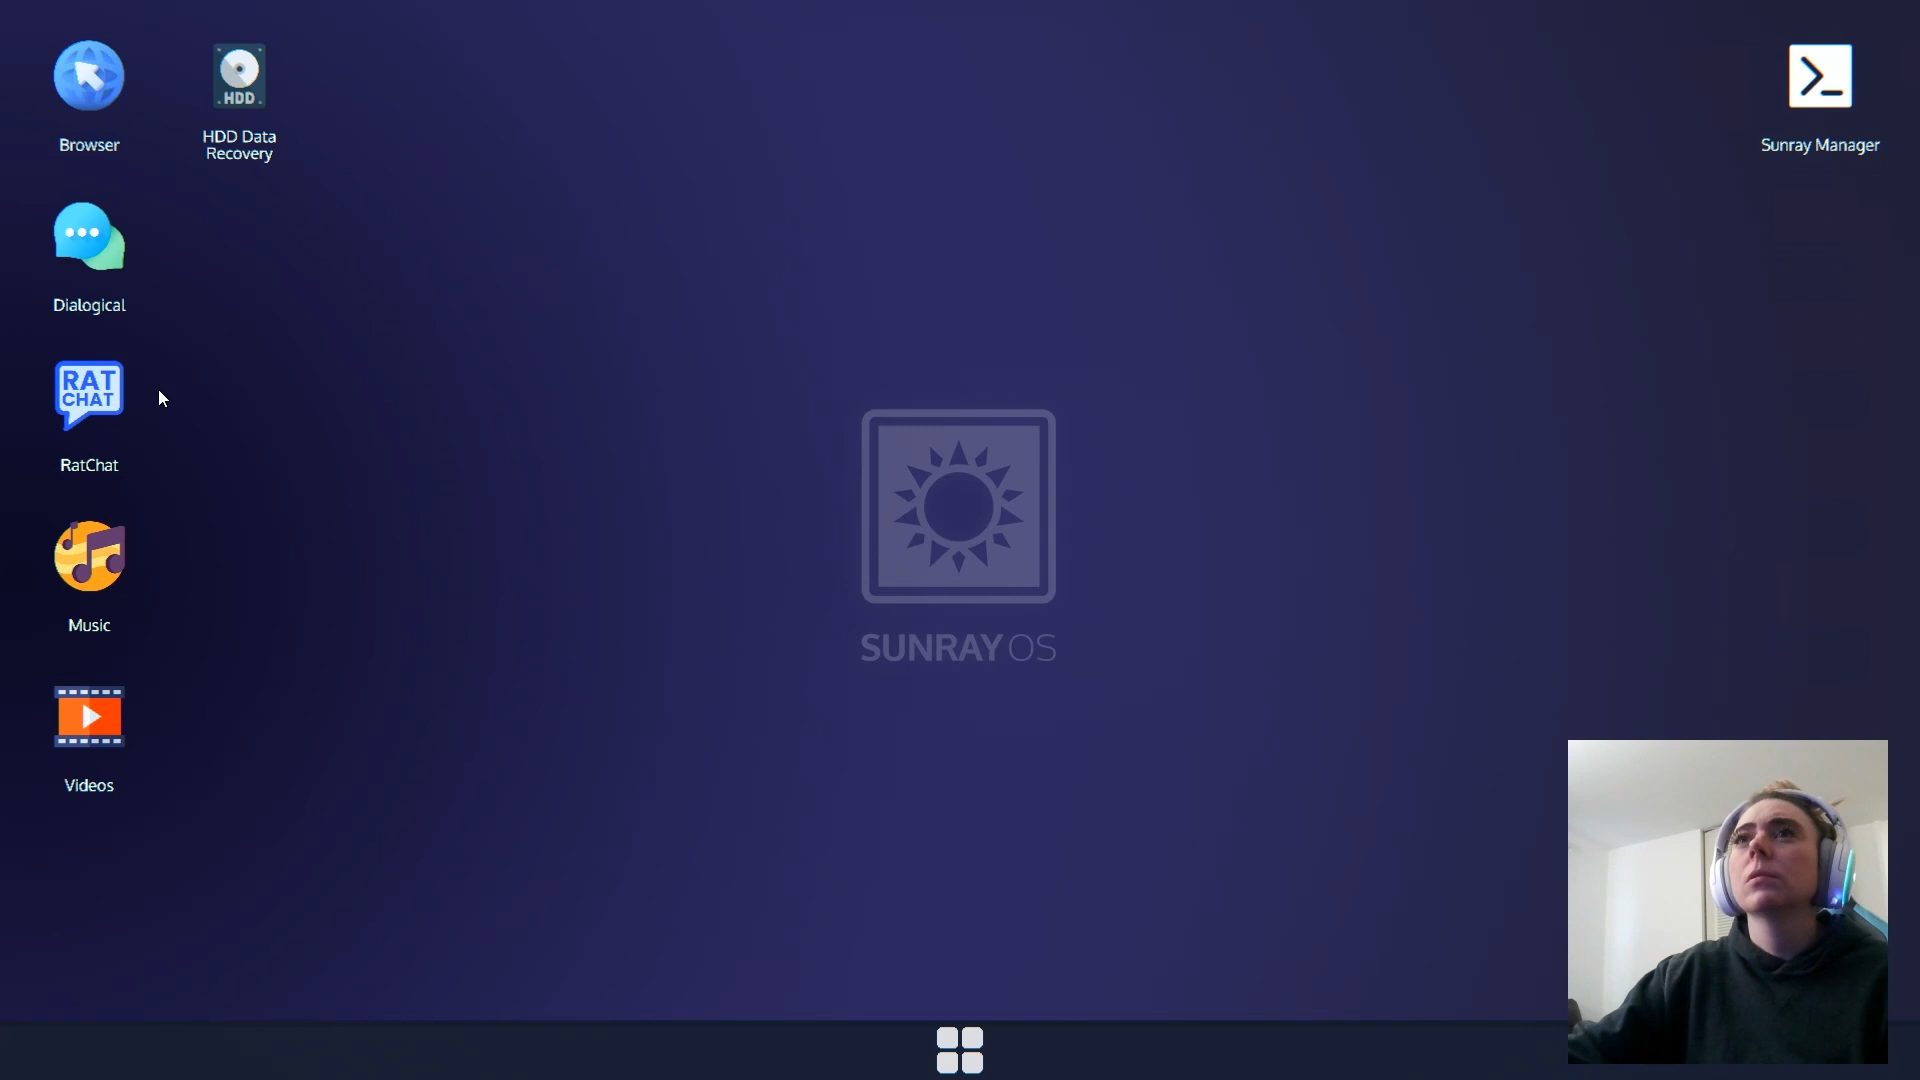 Browser
HDD
HDD Data
Recovery
Sunray Manager
Dialogical
RAT
CHAT
RatChat
Music
Videos
SUNRAY OS